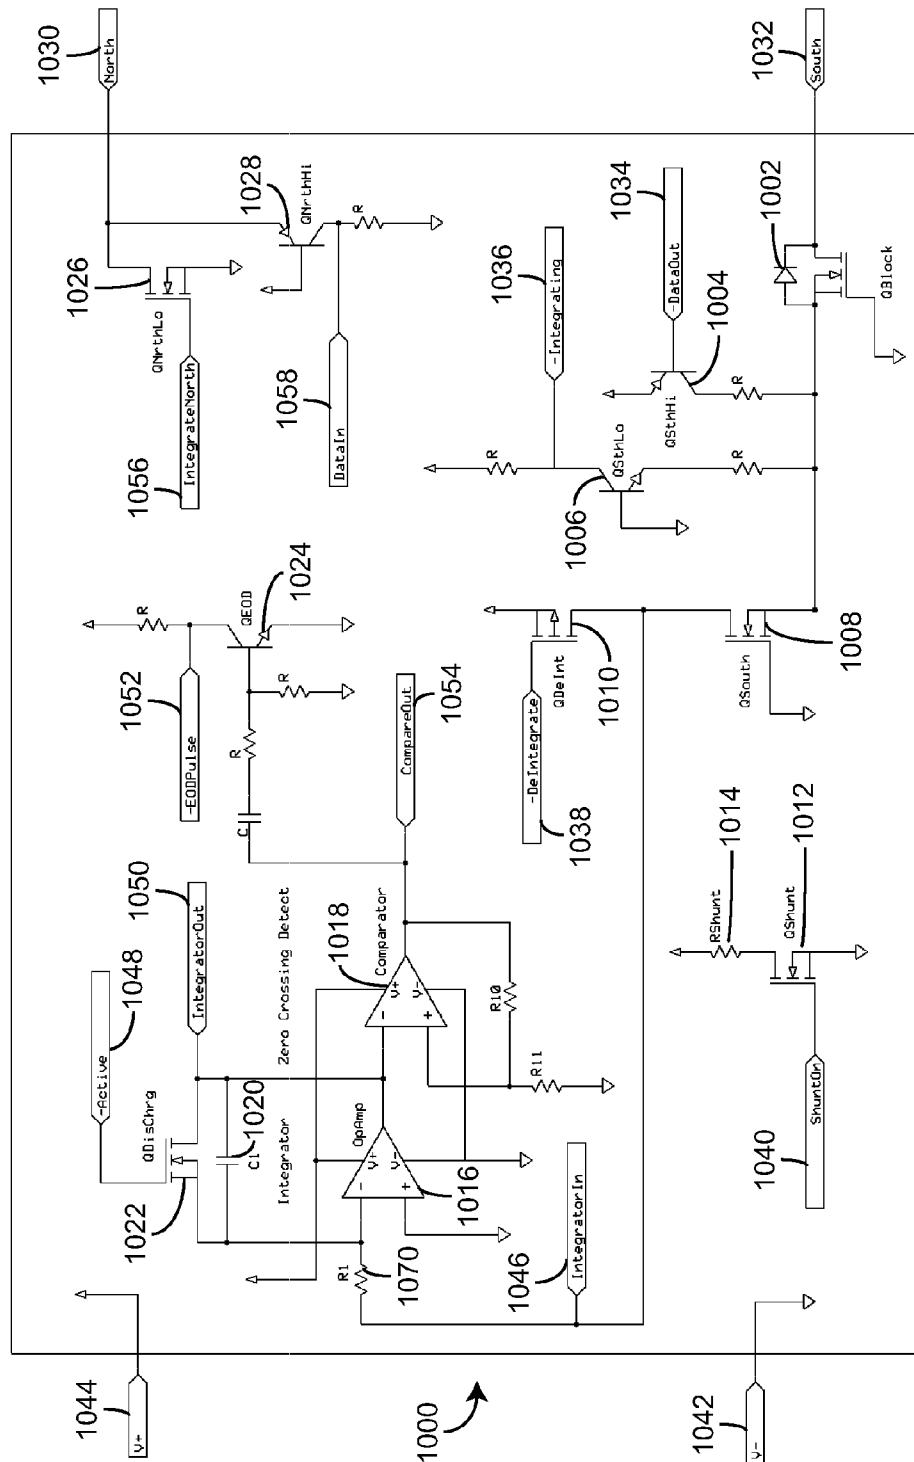 1030
North
1032
South
1028
QNrthHi
R
1026
QNrthLo
1056
IntegrateNorth
1058
DataIn
1036
-Integrating
1034
-DataOut
1002
QBlock
1004
QSthHi
R
R
QSthLo
1006
R
1024
QEOD
R
1052
-EODPulse
R
R
C
1054
CompareOut
-DeIntegrate
1038
QDeInt
1010
QSouth
1008
1048
-Active
1050
IntegratorOut
QDisChrg
1022
C1
1020
Integrator
Zero Crossing Detect
Comparator
1018
V+
V-
-
+
R10
R11
OpAmp
V+
V-
-
+
1016
R1
1070
1046
IntegratorIn
RShunt
1014
QShunt
1012
ShuntOn
1040
1044
V+
1000
1042
V-